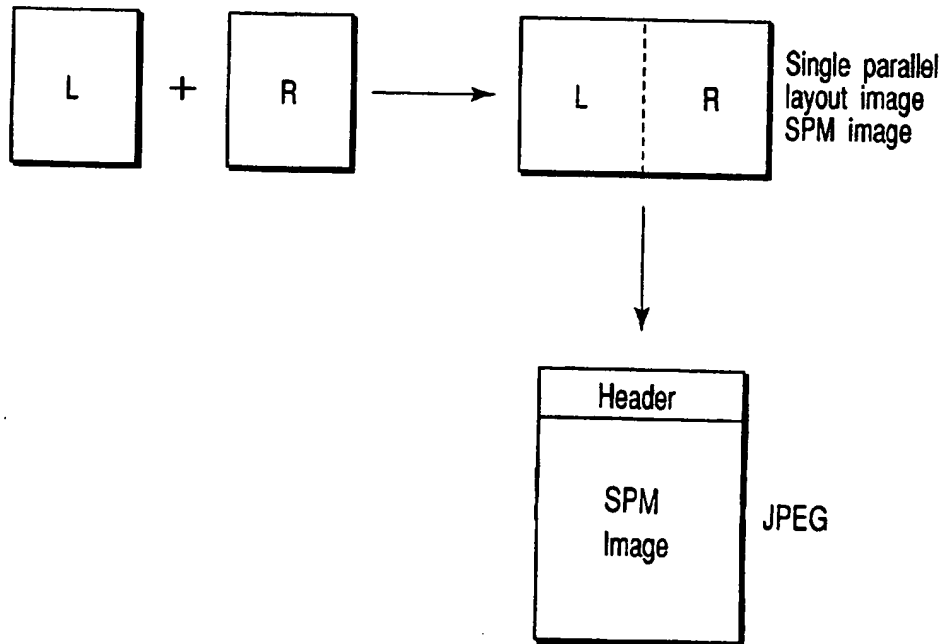 L + R
L R
Single parallel
layout image
SPM image
Header
SPM
Image
JPEG